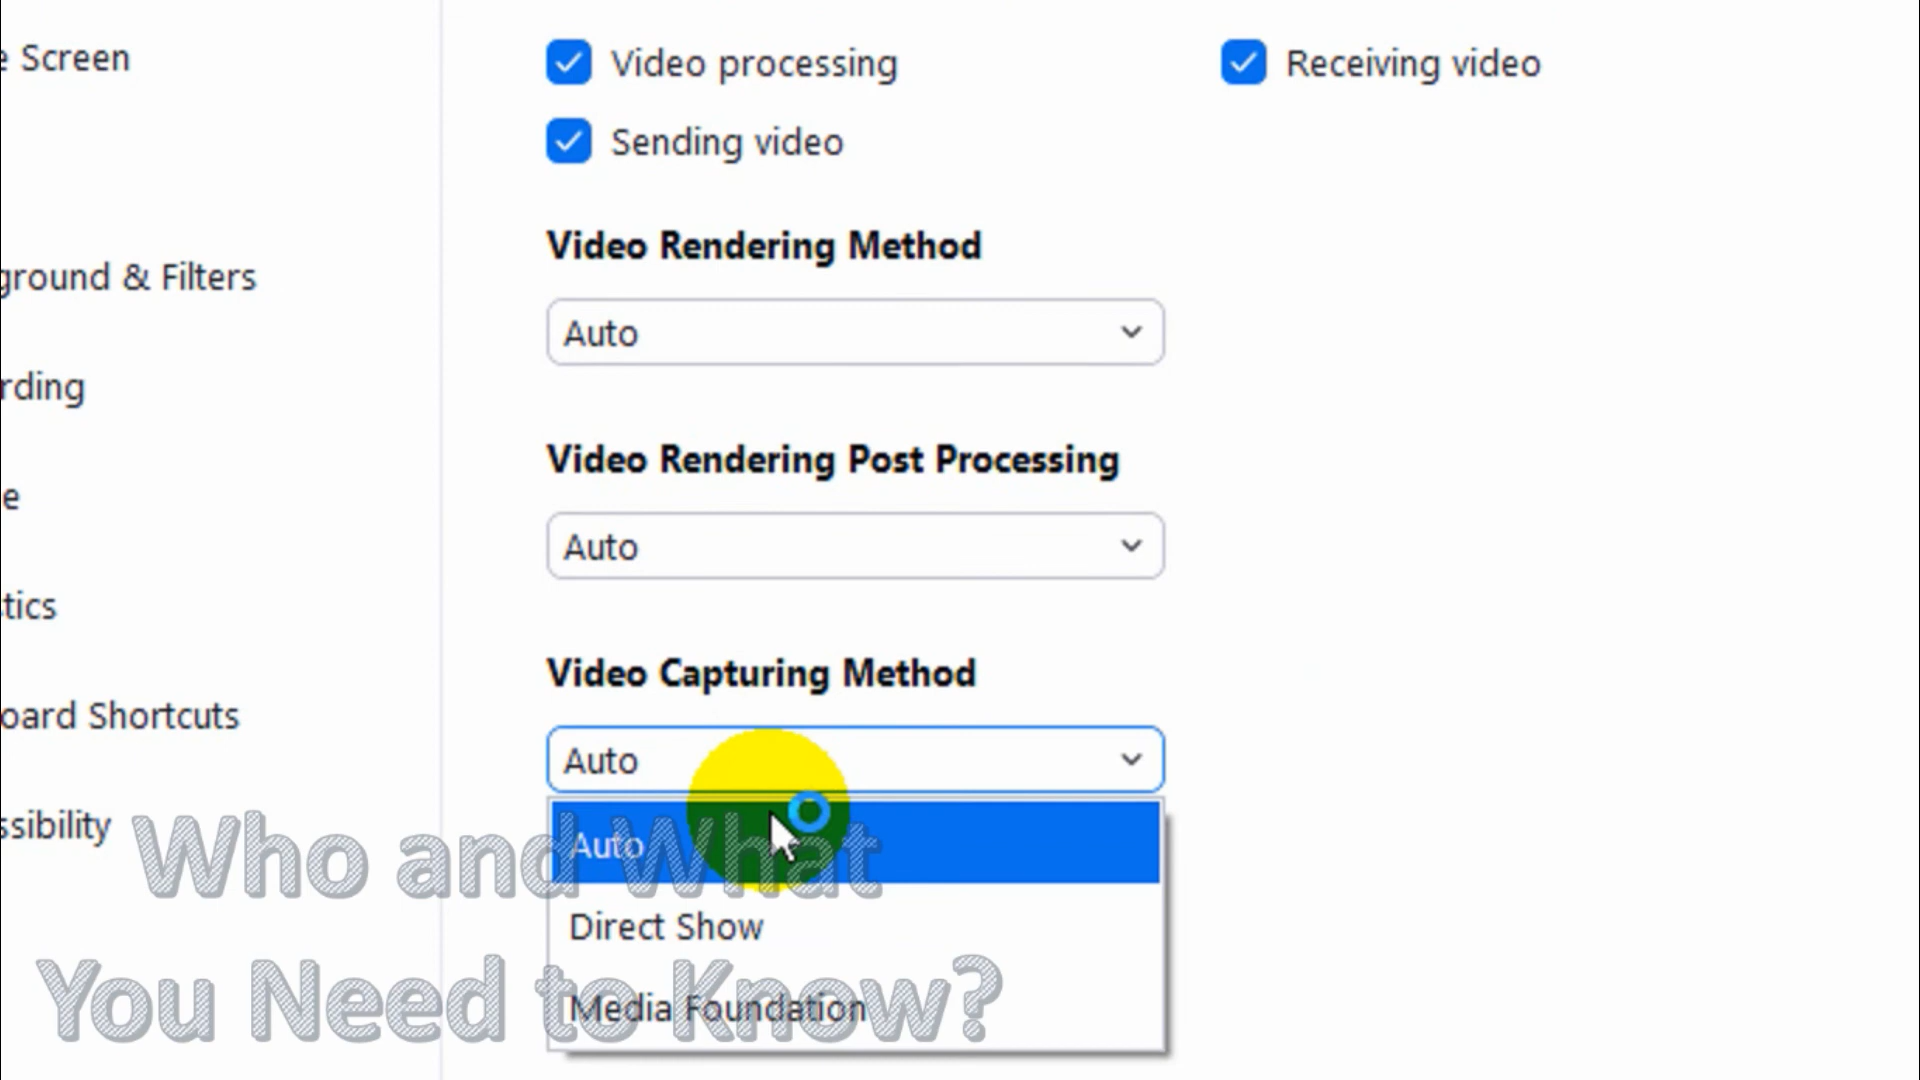 e Screen
ground & Filters
rding
e
tics
oard Shortcuts
ssibility
Video processing
Receiving video
Sending video
Video Rendering Method
Auto
Video Rendering Post Processing
Auto
Video Capturing Method
Auto
Auto
Direct Show
Media Foundation
Who and What
You Need to Know?